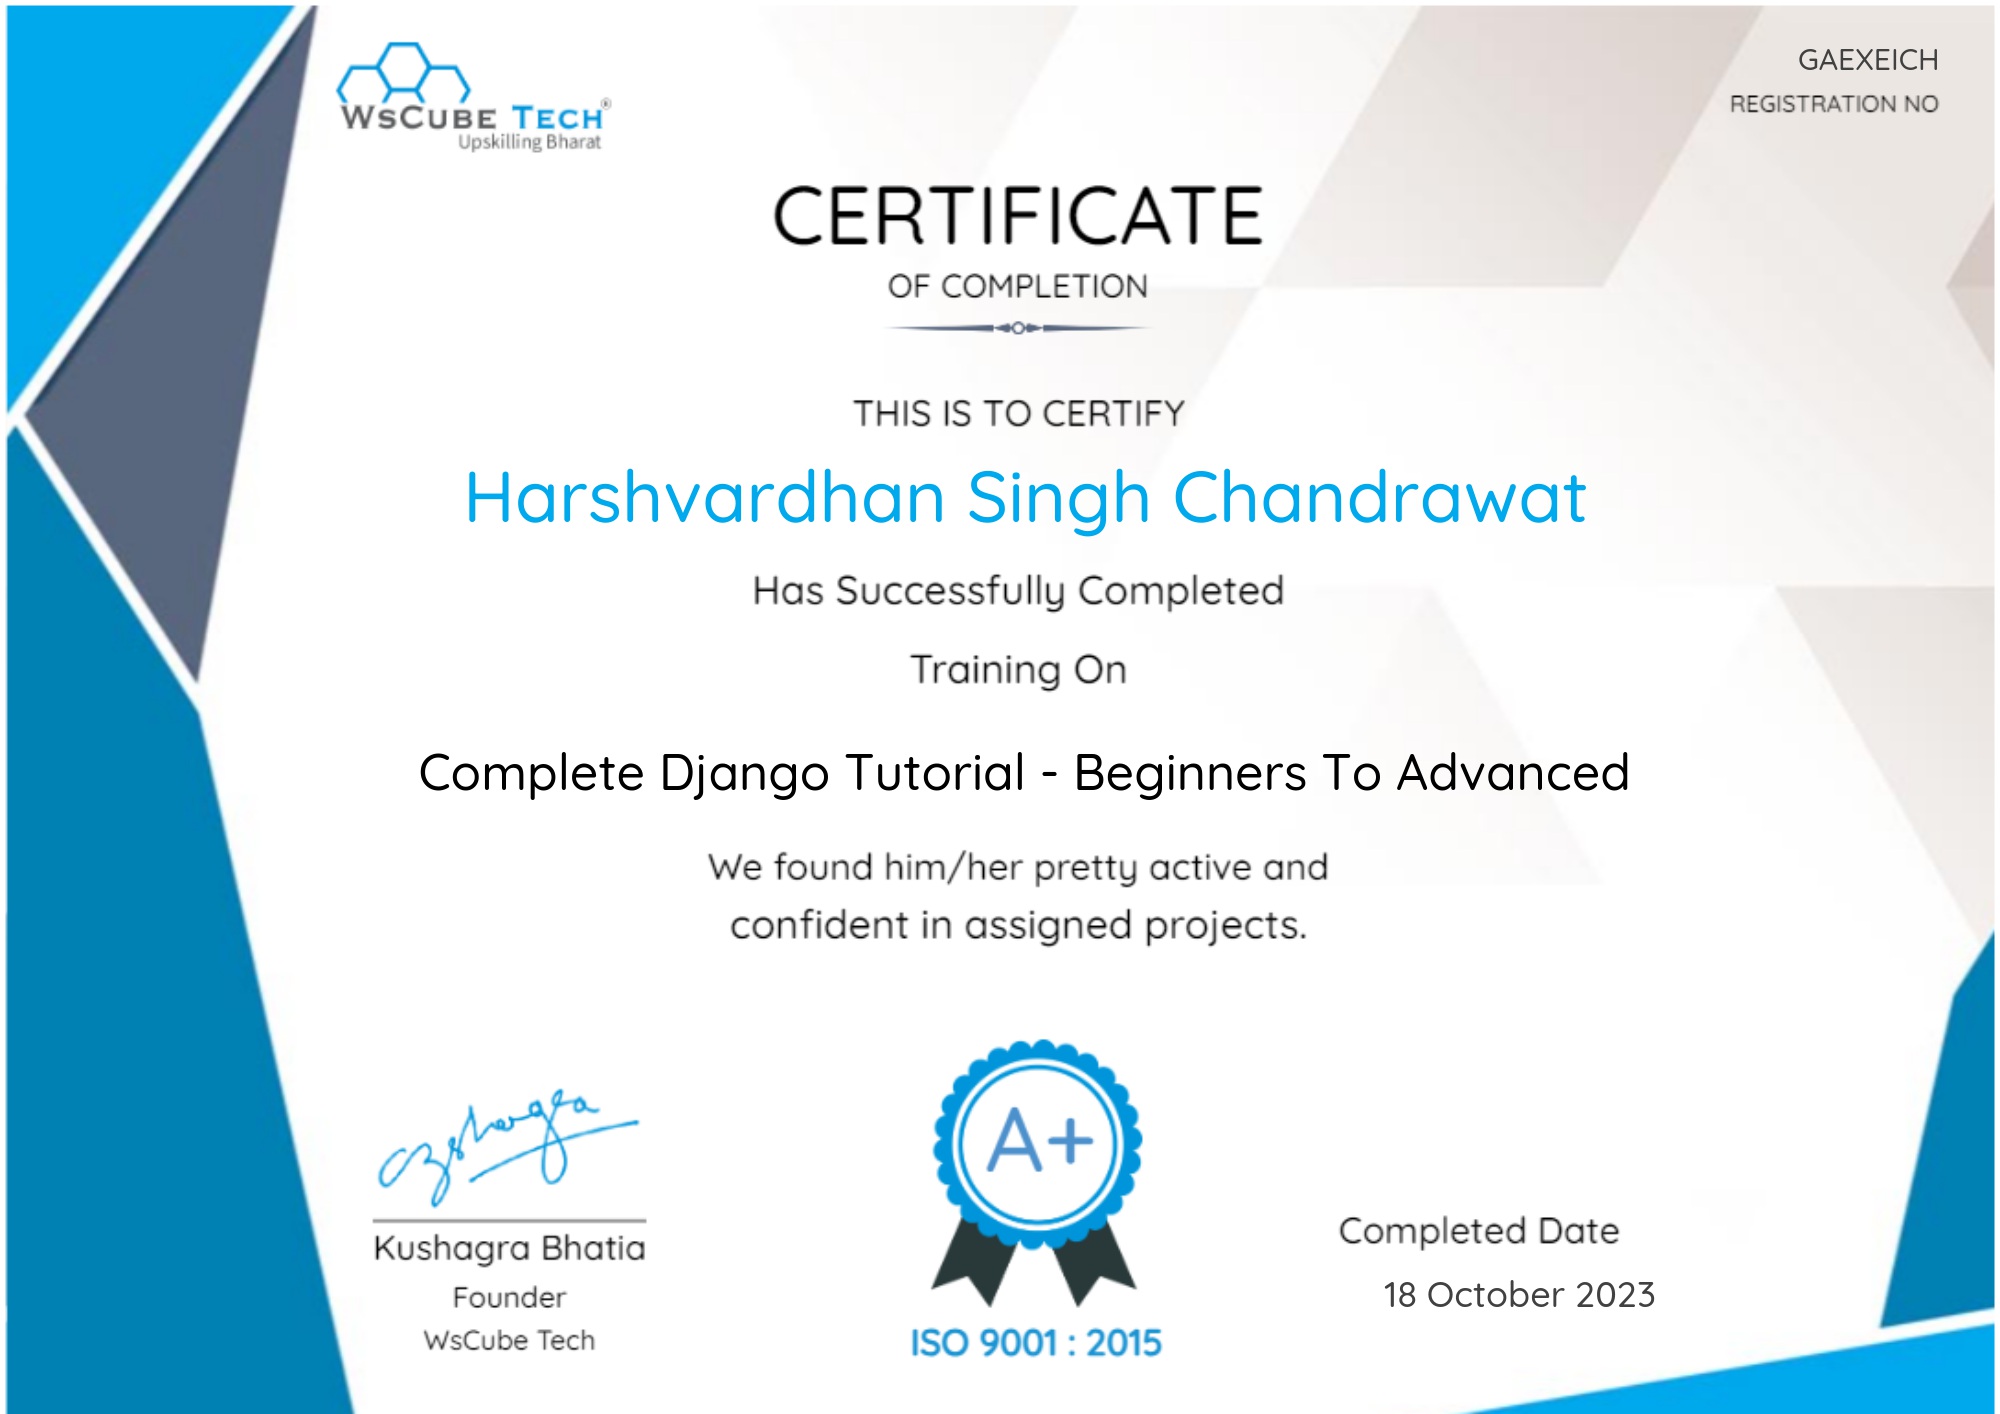 WSCUBE TECH®
Upskilling Bharat
GAEXEICH
REGISTRATION NO
CERTIFICATE
OF COMPLETION
THIS IS TO CERTIFY
Harshvardhan Singh Chandrawat
Has Successfully Completed
Training On
Complete Django Tutorial - Beginners To Advanced
We found him/her pretty active and
confident in assigned projects.
A+
Kushagra Bhatia
Founder
WsCube Tech
ISO 9001 : 2015
Completed Date
18 October 2023